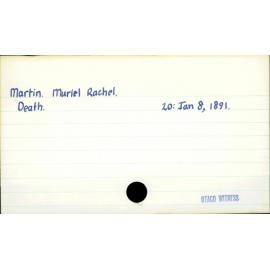 Martin. Muriel Rachel.
Death. 20: Jan 8, 1891.
OTAGO WITNESS